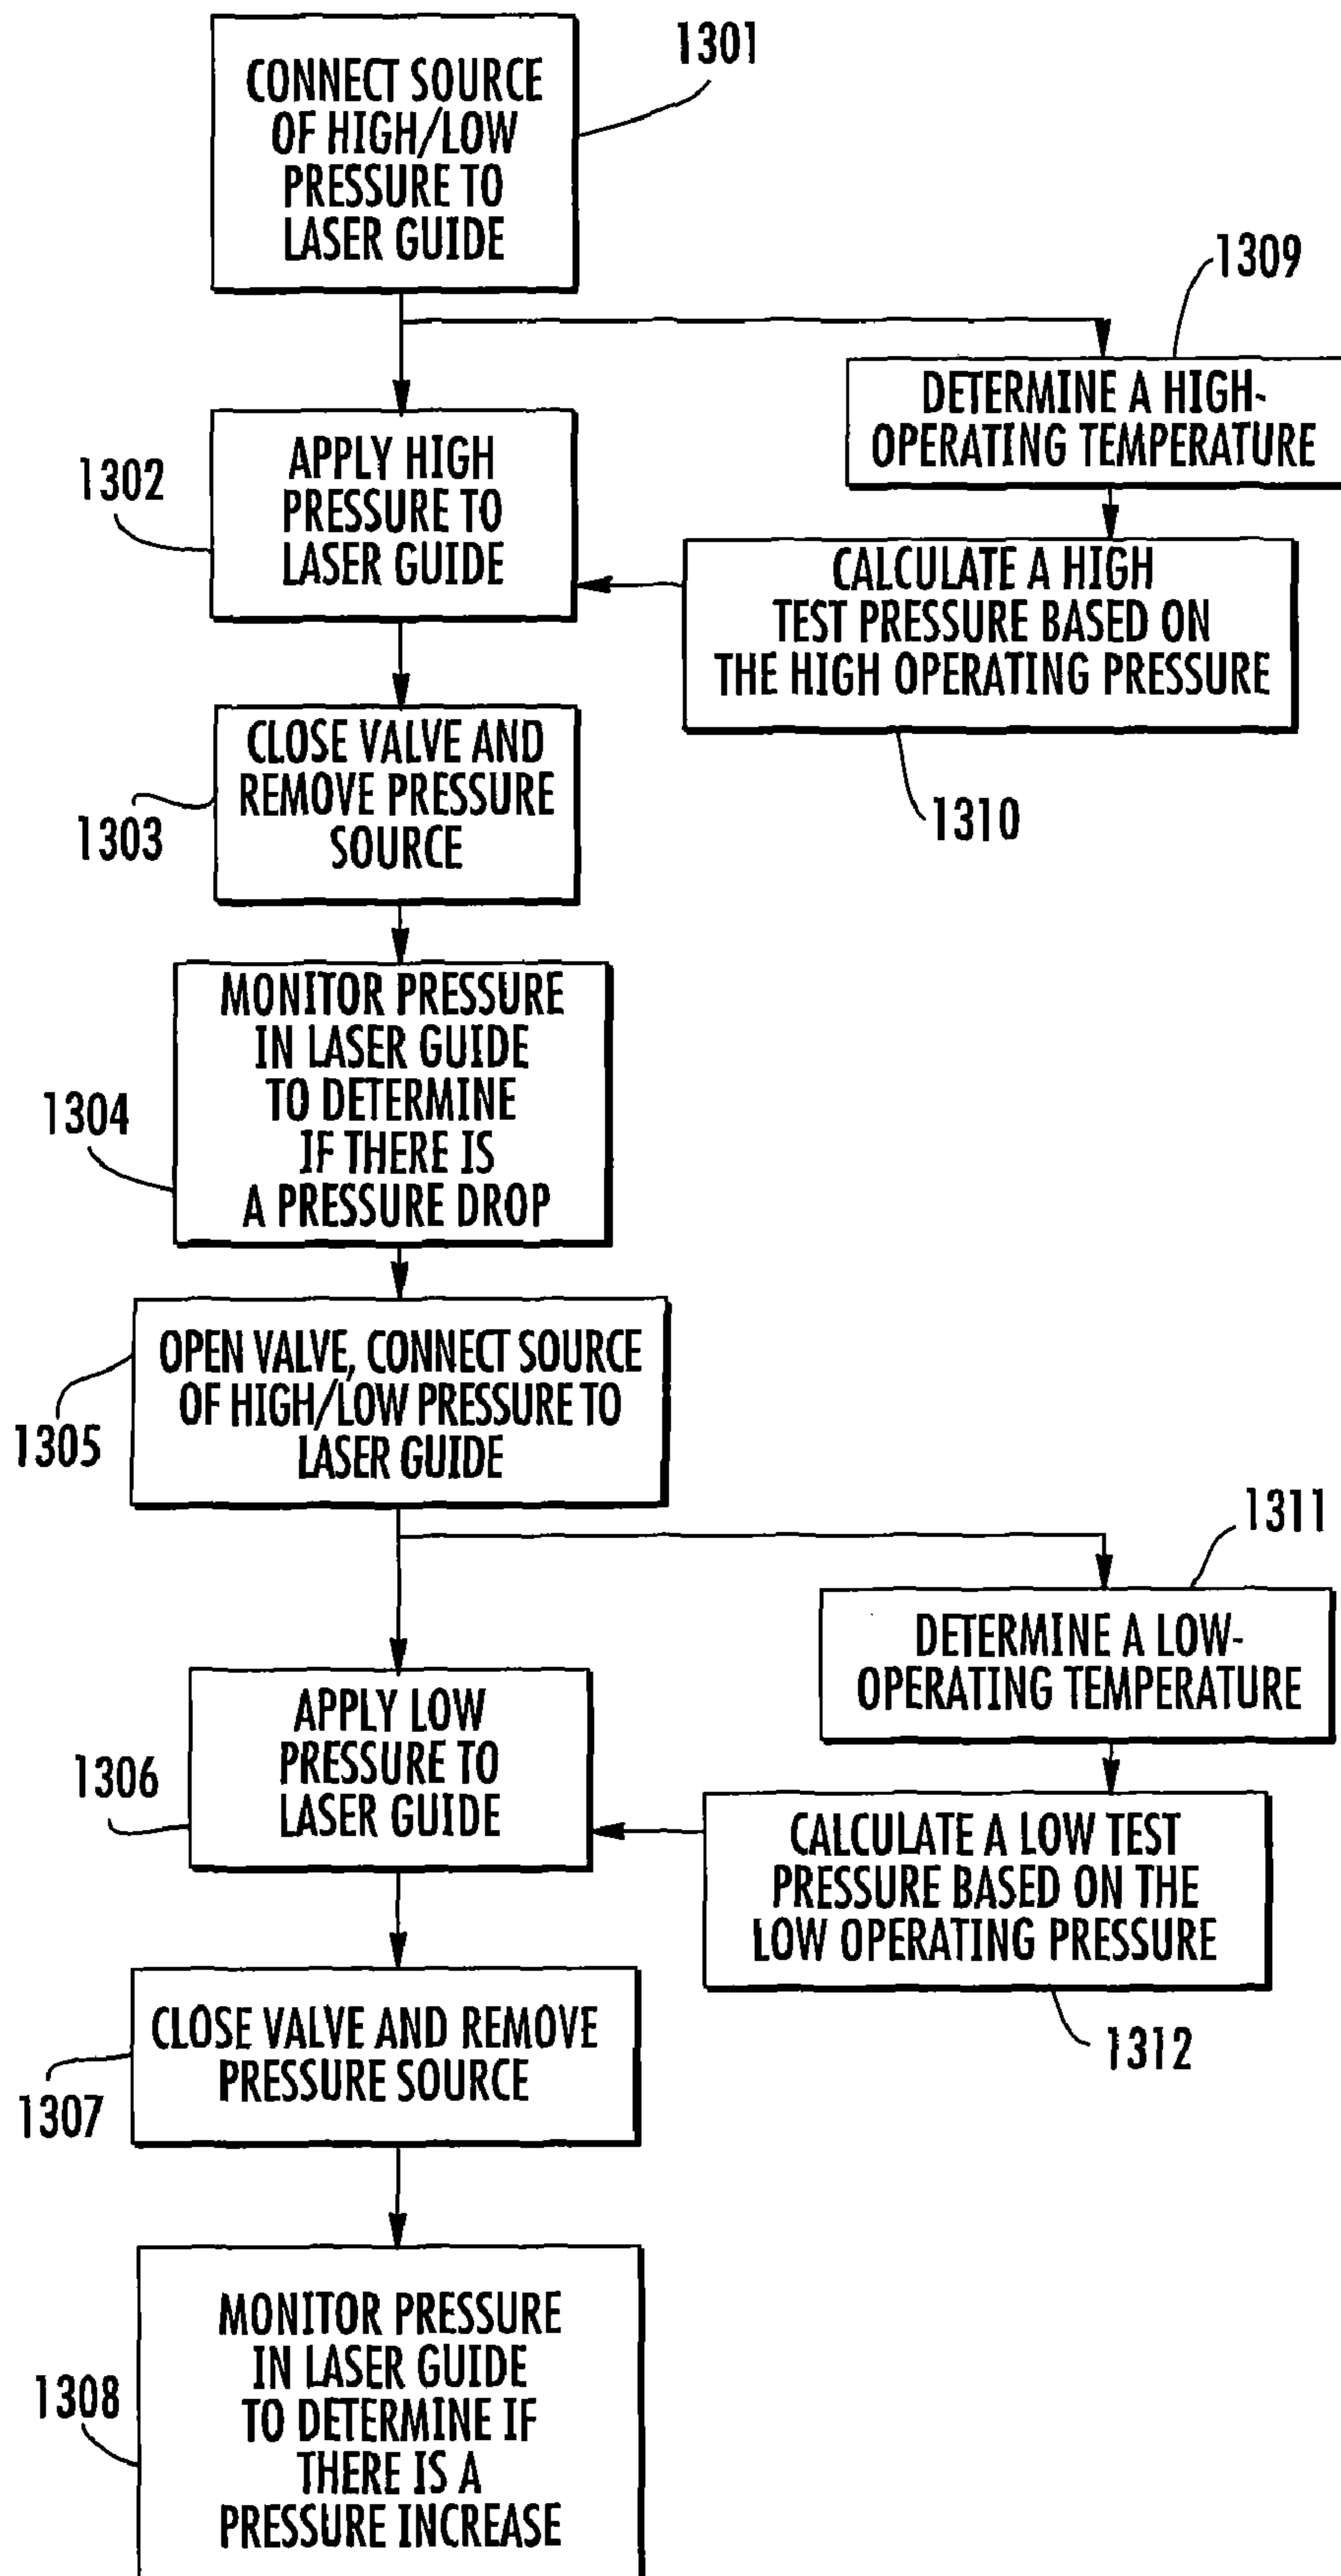 CONNECT SOURCE
OF HIGH/LOW
PRESSURE TO
LASER GUIDE
1301
1309
DETERMINE A HIGH-
OPERATING TEMPERATURE
APPLY HIGH
PRESSURE TO
LASER GUIDE
1302
CALCULATE A HIGH
TEST PRESSURE BASED ON
THE HIGH OPERATING PRESSURE
1310
CLOSE VALVE AND
REMOVE PRESSURE
SOURCE
1303
MONITOR PRESSURE
IN LASER GUIDE
TO DETERMINE
IF THERE IS
A PRESSURE DROP
1304
OPEN VALVE, CONNECT SOURCE
OF HIGH/LOW PRESSURE TO
LASER GUIDE
1305
1311
DETERMINE A LOW-
OPERATING TEMPERATURE
APPLY LOW
PRESSURE TO
LASER GUIDE
1306
CALCULATE A LOW TEST
PRESSURE BASED ON THE
LOW OPERATING PRESSURE
1312
CLOSE VALVE AND REMOVE
PRESSURE SOURCE
1307
MONITOR PRESSURE
IN LASER GUIDE
TO DETERMINE IF
THERE IS A
PRESSURE INCREASE
1308